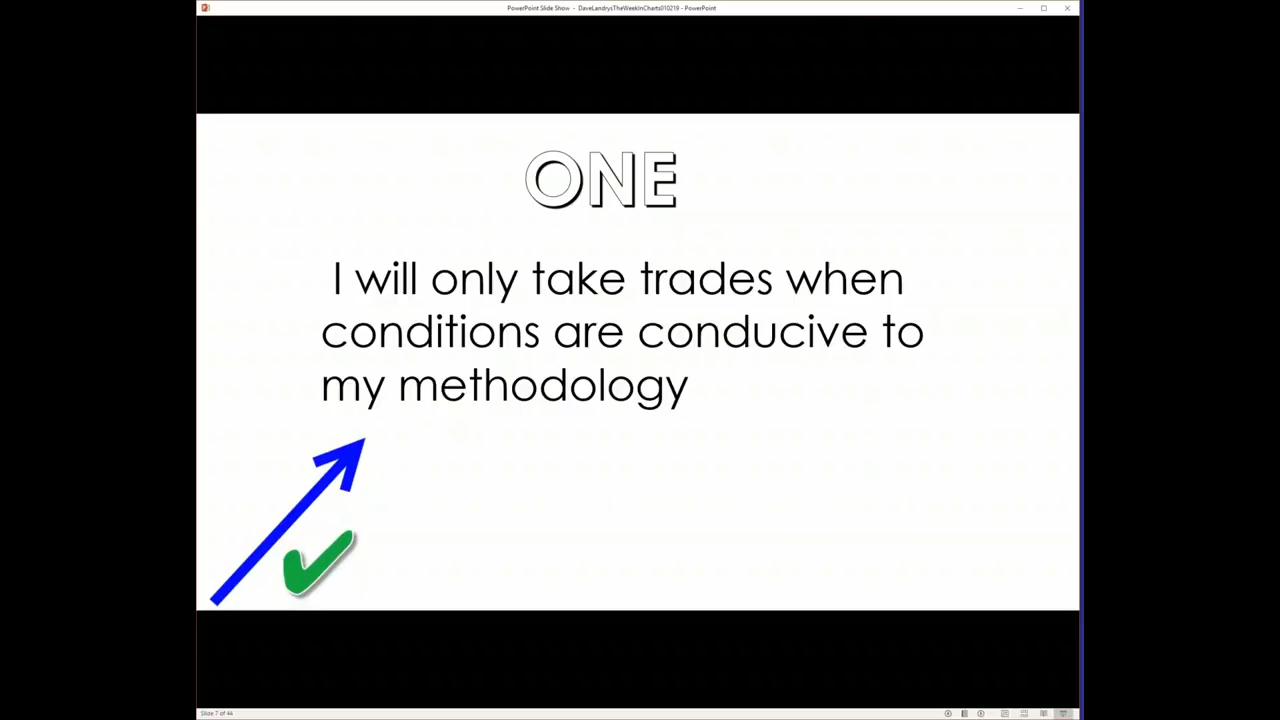 PowerPoint Slide Show - DaveLandrysTheWeekInCharts010219 - PowerPoint
ONE
I will only take trades when
conditions are conducive to
my methodology
Slide 7 of 44